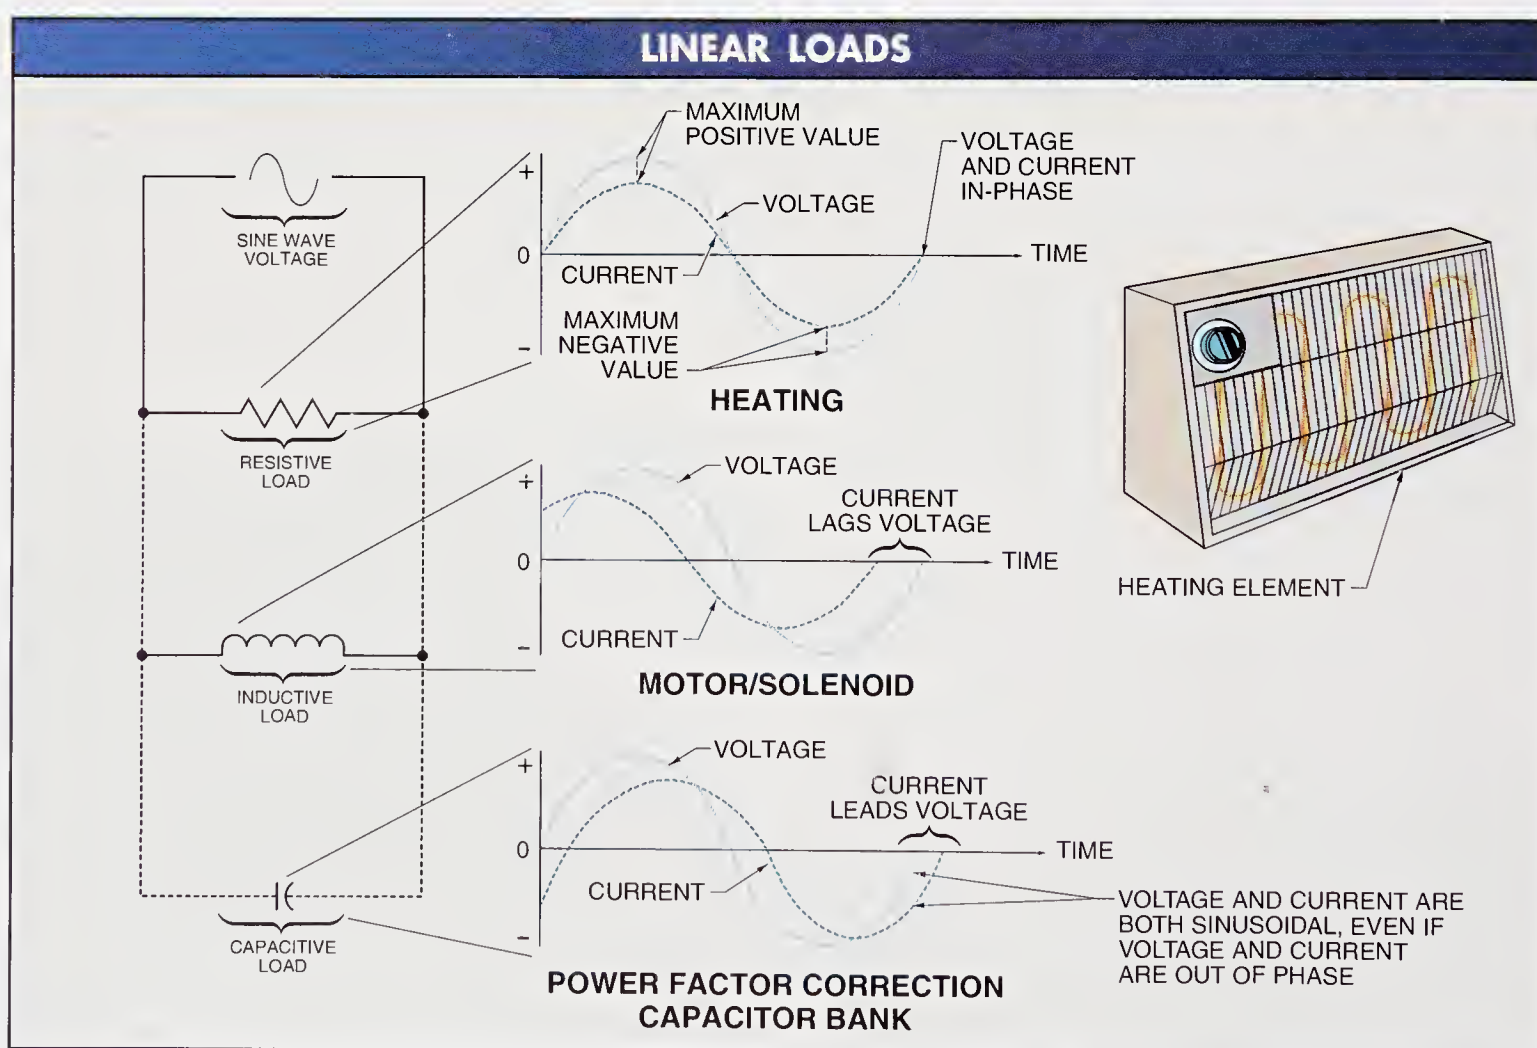 LINEAR LOADS
SINE WAVE
VOLTAGE
RESISTIVE
LOAD
INDUCTIVE
LOAD
CAPACITIVE
LOAD
+
0
-
MAXIMUM
POSITIVE VALUE
VOLTAGE
VOLTAGE
AND CURRENT
IN-PHASE
TIME
CURRENT
MAXIMUM
NEGATIVE
VALUE
HEATING
+
0
-
VOLTAGE
CURRENT
LAGS VOLTAGE
TIME
CURRENT
MOTOR/SOLENOID
HEATING ELEMENT
+
0
-
VOLTAGE
CURRENT
LEADS VOLTAGE
TIME
CURRENT
VOLTAGE AND CURRENT ARE
BOTH SINUSOIDAL, EVEN IF
VOLTAGE AND CURRENT
ARE OUT OF PHASE
POWER FACTOR CORRECTION
CAPACITOR BANK